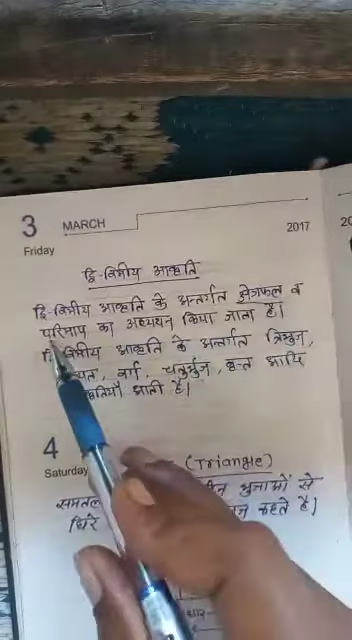 3 MARCH 2017
Friday
द्वि-विमीय आकृति
द्वि-विमीय आकृति के अन्तर्गत क्षेत्रफल व
परिमाप का अध्ययन किया जाता है।
विमीय आकृति के अन्तर्गत त्रिभुज,
वर्ग, चतुर्भुज, वृत्त आदि
आती है।
4
Saturday (Triangle)
समतल भुजाओं से
घिरे कहते है।